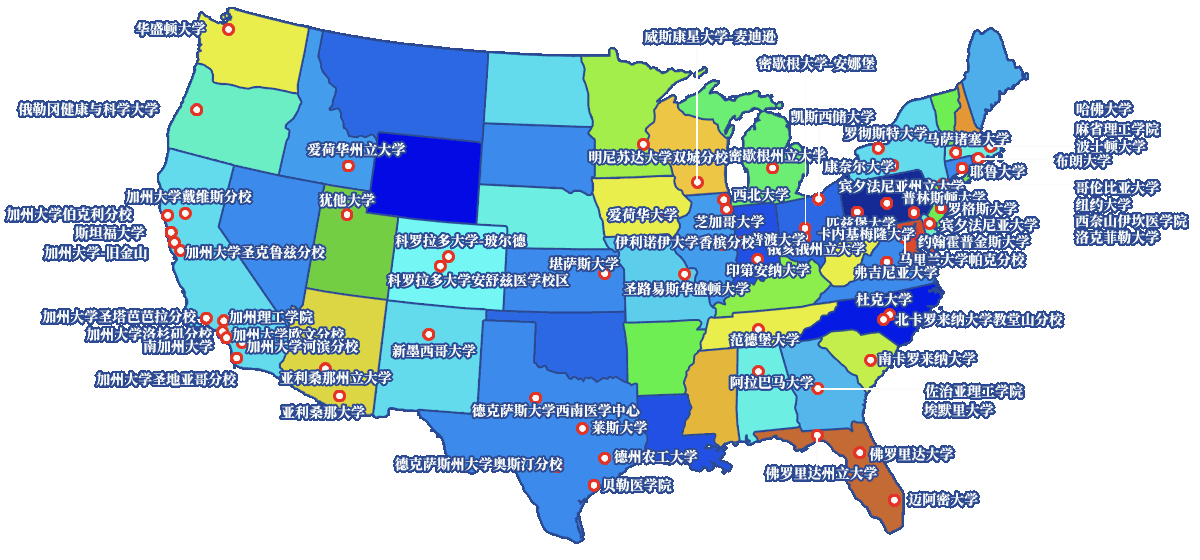 华盛顿大学
威斯康星大学-麦迪逊
密歇根大学-安娜堡
俄勒冈健康与科学大学
凯斯西储大学
哈佛大学
麻省理工学院
波士顿大学
布朗大学
罗彻斯特大学
马萨诸塞大学
爱荷华州立大学
明尼苏达大学双城分校
密歇根州立大学
康奈尔大学
耶鲁大学
哥伦比亚大学
纽约大学
西奈山伊坎医学院
洛克菲勒大学
加州大学戴维斯分校
犹他大学
西北大学
宾夕法尼亚州立大学
普林斯顿大学
罗格斯大学
加州大学伯克利分校
爱荷华大学
芝加哥大学
匹兹堡大学
宾夕法尼亚大学
斯坦福大学
科罗拉多大学-玻尔德
伊利诺伊大学香槟分校
普渡大学
卡内基梅隆大学
约翰霍普金斯大学
加州大学-旧金山
加州大学圣克鲁兹分校
堪萨斯大学
俄亥俄州立大学
马里兰大学帕克分校
科罗拉多大学安舒兹医学校区
圣路易斯华盛顿大学
印第安纳大学
弗吉尼亚大学
杜克大学
加州大学圣塔芭芭拉分校
加州理工学院
北卡罗来纳大学教堂山分校
加州大学洛杉矶分校
加州大学欧文分校
南加州大学
加州大学河滨分校
新墨西哥大学
范德堡大学
南卡罗来纳大学
加州大学圣地亚哥分校
亚利桑那州立大学
阿拉巴马大学
佐治亚理工学院
埃默里大学
亚利桑那大学
德克萨斯大学西南医学中心
莱斯大学
德克萨斯州大学奥斯汀分校
德州农工大学
佛罗里达大学
佛罗里达州立大学
贝勒医学院
迈阿密大学